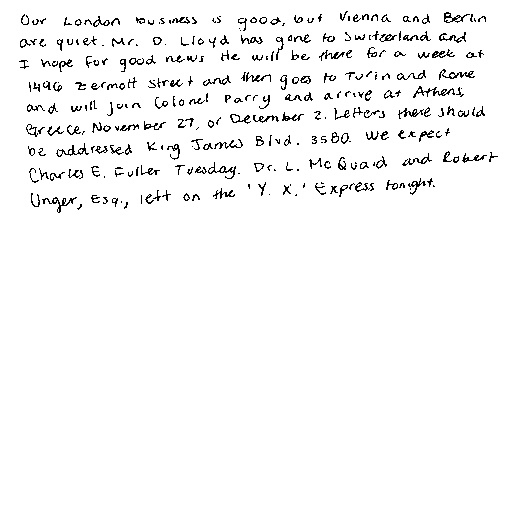 Our London business is good, but Vienna and Berlin
are quiet. Mr. D. Lloyd has gone to Switzerland and
I hope for good news He will be there for a week at
1496 Zermott Street and then goes to Turin and Rome
and will join Colonel Parry and arrive at Athens,
Greece, November 27, or December 2. Letters there should
be addressed King James Blvd. 3580. We expect
Charles E. Fuller Tuesday. Dr. L. McQuaid and Robert
Unger, Esq., left on the 'Y. X.' Express tonight.